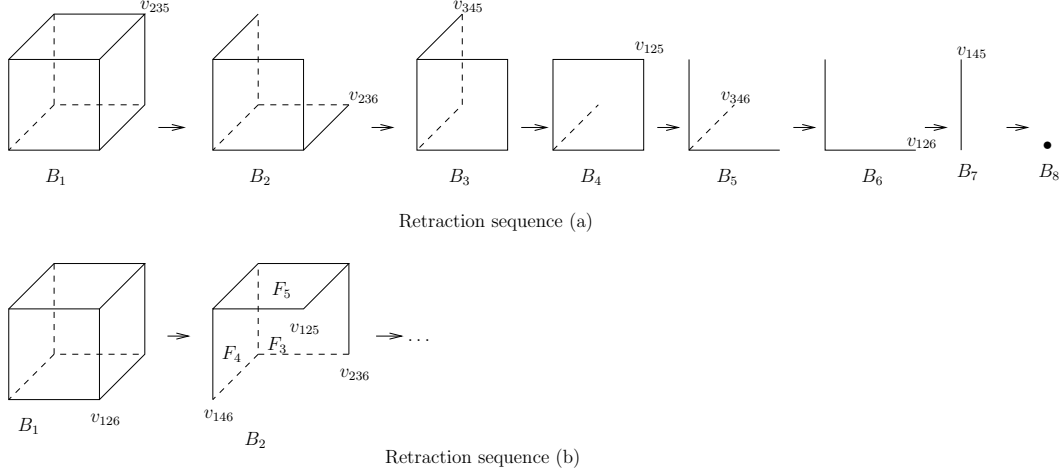 v₂₃₅ v₃₄₅
v₁₂₅ v₁₄₅
v₂₃₆ v₃₄₆
v₁₂₆
B₁ B₂ B₃ B₄ B₅ B₆ B₇ B₈
Retraction sequence (a)
F₅
v₁₂₅
F₄ F₃ ...
v₂₃₆
B₁ v₁₂₆ v₁₄₆
B₂
Retraction sequence (b)